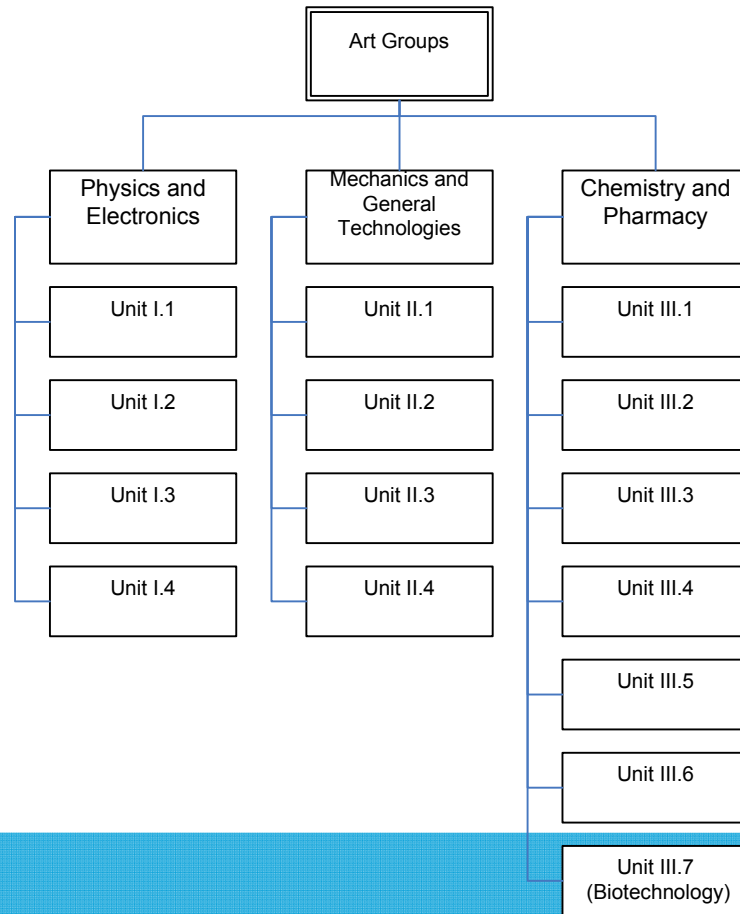 Art Groups
Physics and
Electronics
Unit I.1
Unit I.2
Unit I.3
Unit I.4
Mechanics and
General
Technologies
Unit II.1
Unit II.2
Unit II.3
Unit II.4
Chemistry and
Pharmacy
Unit III.1
Unit III.2
Unit III.3
Unit III.4
Unit III.5
Unit III.6
Unit III.7
(Biotechnology)